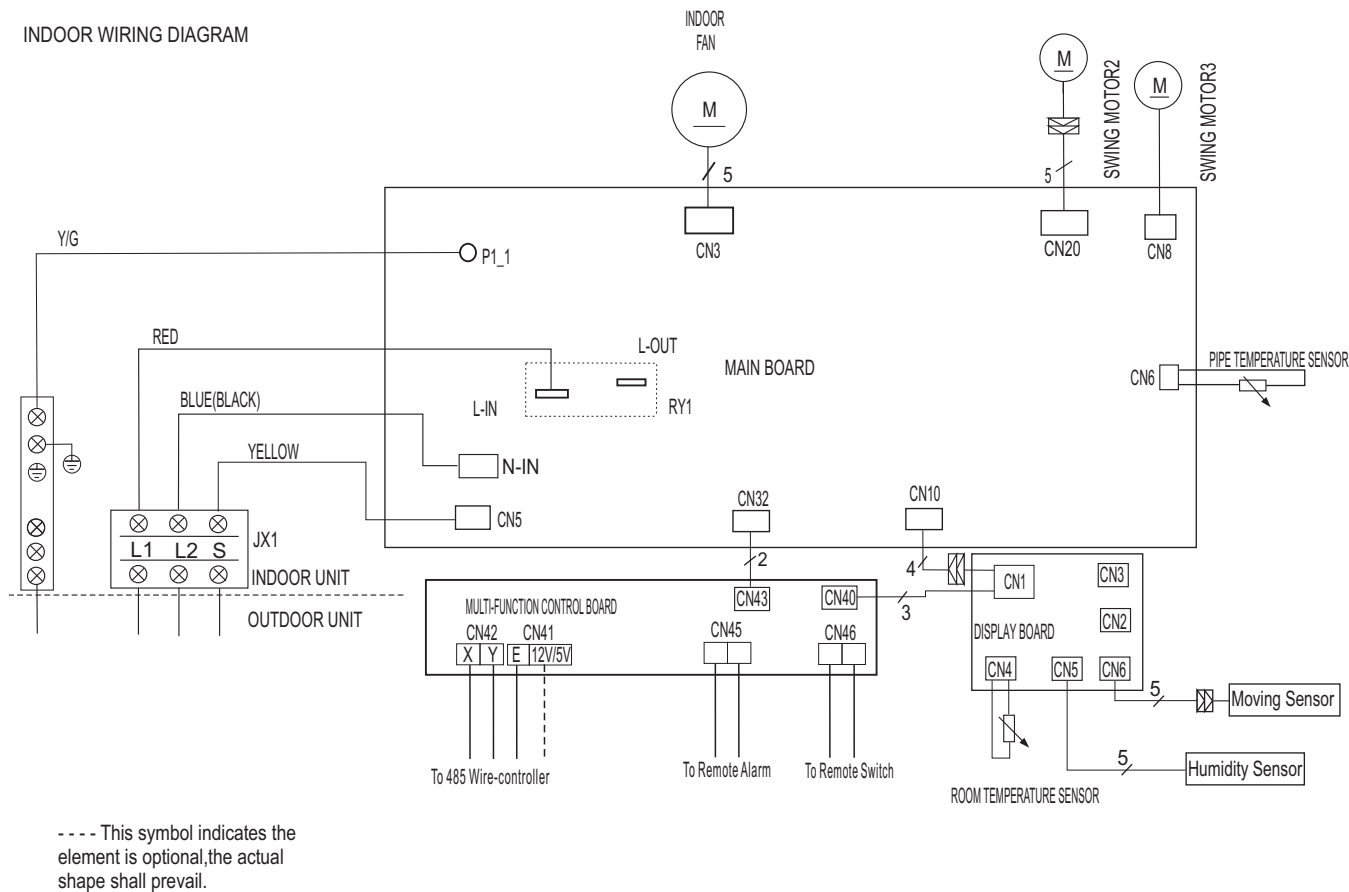 INDOOR WIRING DIAGRAM
INDOOR
FAN
M
M
M
SWING MOTOR2
SWING MOTOR3
5
5
CN3
CN20
CN8
Y/G
P1_1
RED
L-OUT
MAIN BOARD
CN6
PIPE TEMPERATURE SENSOR
BLUE(BLACK)
L-IN
RY1
YELLOW
N-IN
CN32
CN10
CN5
JX1
L1 L2 S
INDOOR UNIT
OUTDOOR UNIT
2
4
3
CN43
CN40
CN1
CN3
CN2
MULTI-FUNCTION CONTROL BOARD
DISPLAY BOARD
CN42
CN41
CN45
CN46
X Y E 12V/5V
CN4
CN5
CN6
5
Moving Sensor
5
Humidity Sensor
To 485 Wire-controller
To Remote Alarm
To Remote Switch
ROOM TEMPERATURE SENSOR
- - - - This symbol indicates the
element is optional,the actual
shape shall prevail.